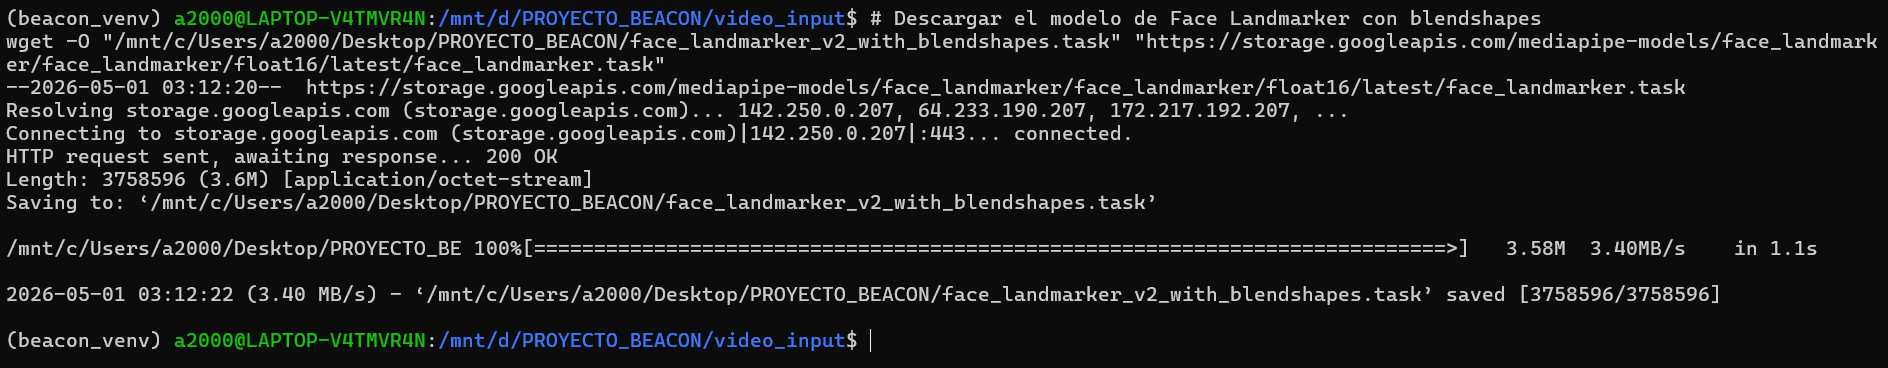 (beacon_venv) a2000@LAPTOP-V4TMVR4N:/mnt/d/PROYECTO_BEACON/video_input$ # Descargar el modelo de Face Landmarker con blendshapes
wget -O "/mnt/c/Users/a2000/Desktop/PROYECTO_BEACON/face_landmarker_v2_with_blendshapes.task" "https://storage.googleapis.com/mediapipe-models/face_landmark
er/face_landmarker/float16/latest/face_landmarker.task"
--2026-05-01 03:12:20--  https://storage.googleapis.com/mediapipe-models/face_landmarker/face_landmarker/float16/latest/face_landmarker.task
Resolving storage.googleapis.com (storage.googleapis.com)... 142.250.0.207, 64.233.190.207, 172.217.192.207, ...
Connecting to storage.googleapis.com (storage.googleapis.com)|142.250.0.207|:443... connected.
HTTP request sent, awaiting response... 200 OK
Length: 3758596 (3.6M) [application/octet-stream]
Saving to: ‘/mnt/c/Users/a2000/Desktop/PROYECTO_BEACON/face_landmarker_v2_with_blendshapes.task’
/mnt/c/Users/a2000/Desktop/PROYECTO_BE 100%[============================================================================>]   3.58M  3.40MB/s    in 1.1s
2026-05-01 03:12:22 (3.40 MB/s) - ‘/mnt/c/Users/a2000/Desktop/PROYECTO_BEACON/face_landmarker_v2_with_blendshapes.task’ saved [3758596/3758596]
(beacon_venv) a2000@LAPTOP-V4TMVR4N:/mnt/d/PROYECTO_BEACON/video_input$